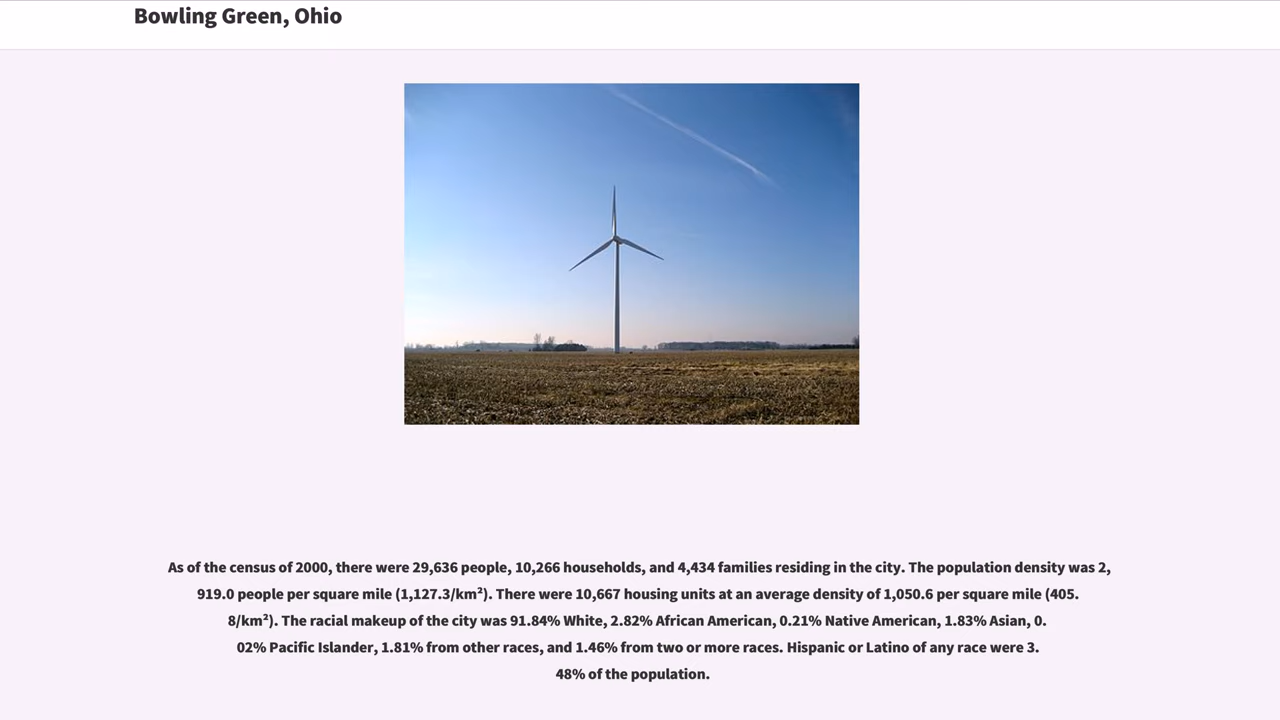 Bowling Green, Ohio
As of the census of 2000, there were 29,636 people, 10,266 households, and 4,434 families residing in the city. The population density was 2,
919.0 people per square mile (1,127.3/km²). There were 10,667 housing units at an average density of 1,050.6 per square mile (405.
8/km²). The racial makeup of the city was 91.84% White, 2.82% African American, 0.21% Native American, 1.83% Asian, 0.
02% Pacific Islander, 1.81% from other races, and 1.46% from two or more races. Hispanic or Latino of any race were 3.
48% of the population.